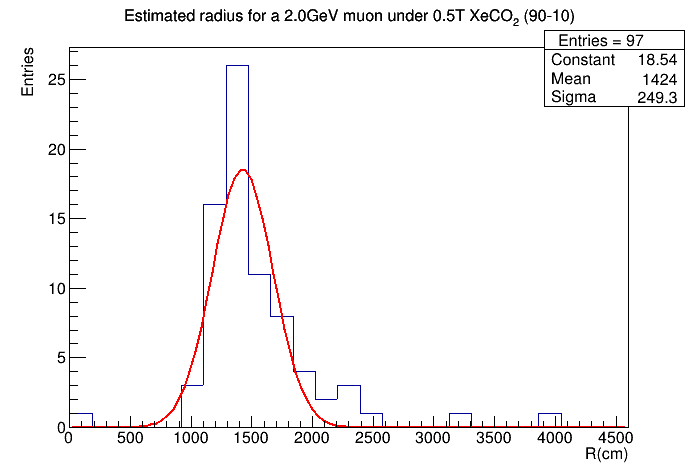 Estimated radius for a 2.0GeV muon under 0.5T XeCO2 (90-10)
Entries = 97
Constant 18.54
Mean 1424
Sigma 249.3
Entries
25
20
15
10
5
0
0 500 1000 1500 2000 2500 3000 3500 4000 4500
R(cm)